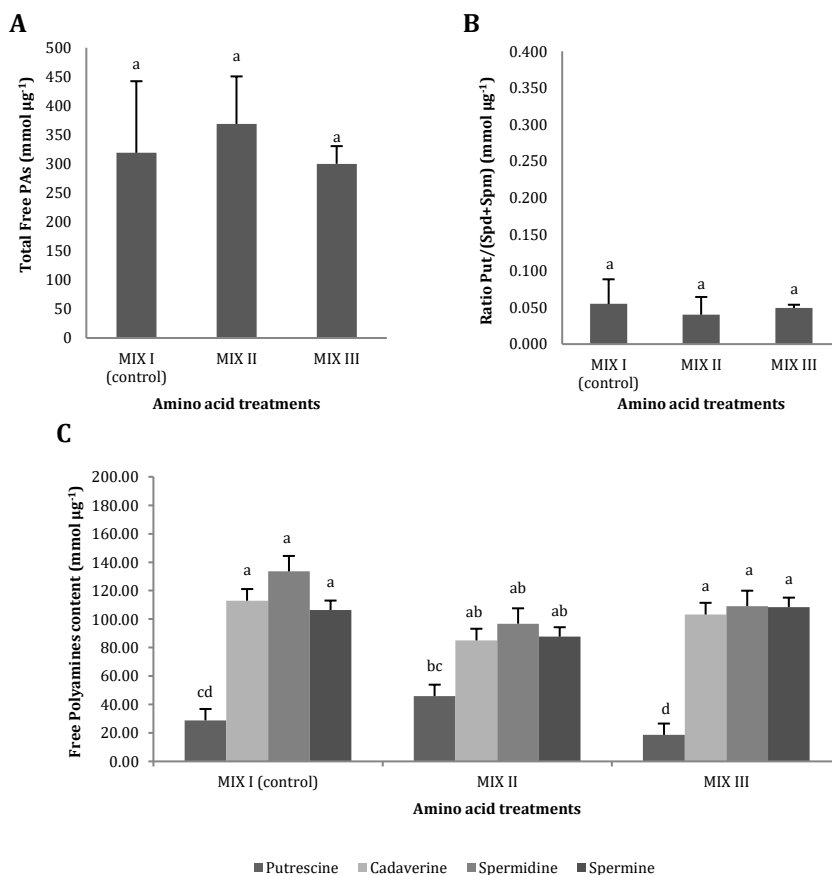 A
Total Free PAs (mmol µg⁻¹)
500
450
400
350
300
250
200
150
100
50
0
a
a
a
MIX I (control)
MIX II
MIX III
Amino acid treatments
B
Ratio Put/(Spd+Spm) (mmol µg⁻¹)
0.400
0.350
0.300
0.250
0.200
0.150
0.100
0.050
0.000
a
a
a
MIX I (control)
MIX II
MIX III
Amino acid treatments
C
Free Polyamines content (mmol µg⁻¹)
200.00
180.00
160.00
140.00
120.00
100.00
80.00
60.00
40.00
20.00
0.00
cd
a
a
a
bc
ab
ab
ab
d
a
a
a
MIX I (control)
MIX II
MIX III
Amino acid treatments
Putrescine Cadaverine Spermidine Spermine